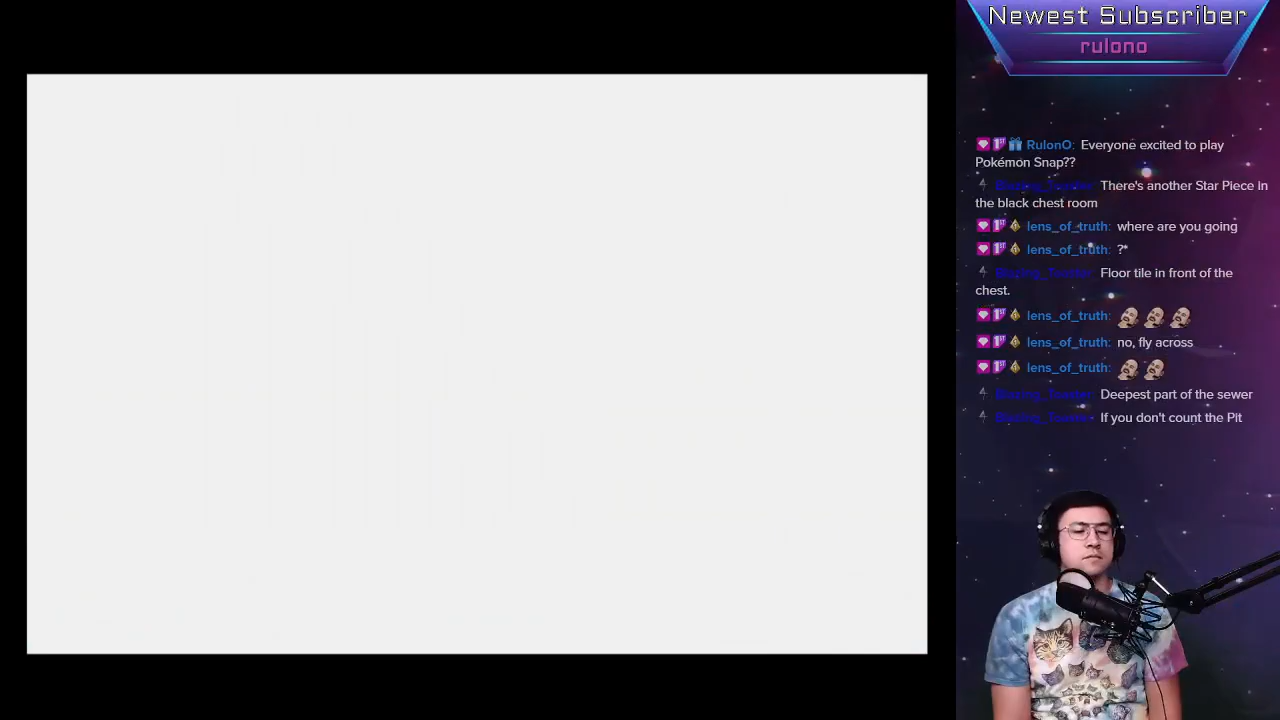 Newest Subscriber
rulono
RulonO: Everyone excited to play
Pokémon Snap??
There's another Star Piece In
the black chest room
lens_of_truth: where are you going
lens_of_truth: ?*
Floor tile in front of the
chest.
lens_of_truth:
lens_of_truth: no, fly across
lens_of_truth:
Deepest part of the sewer
If you don't count the Pit